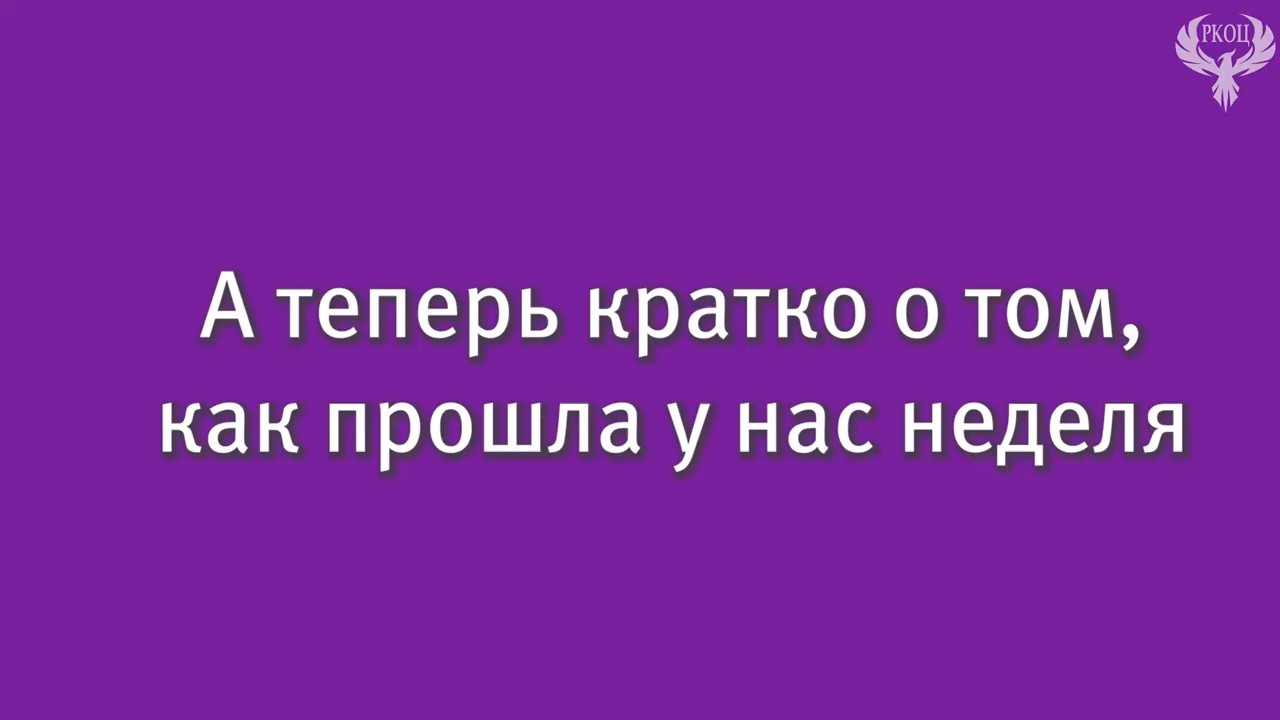 РКОЦ
А теперь кратко о том,
как прошла у нас неделя